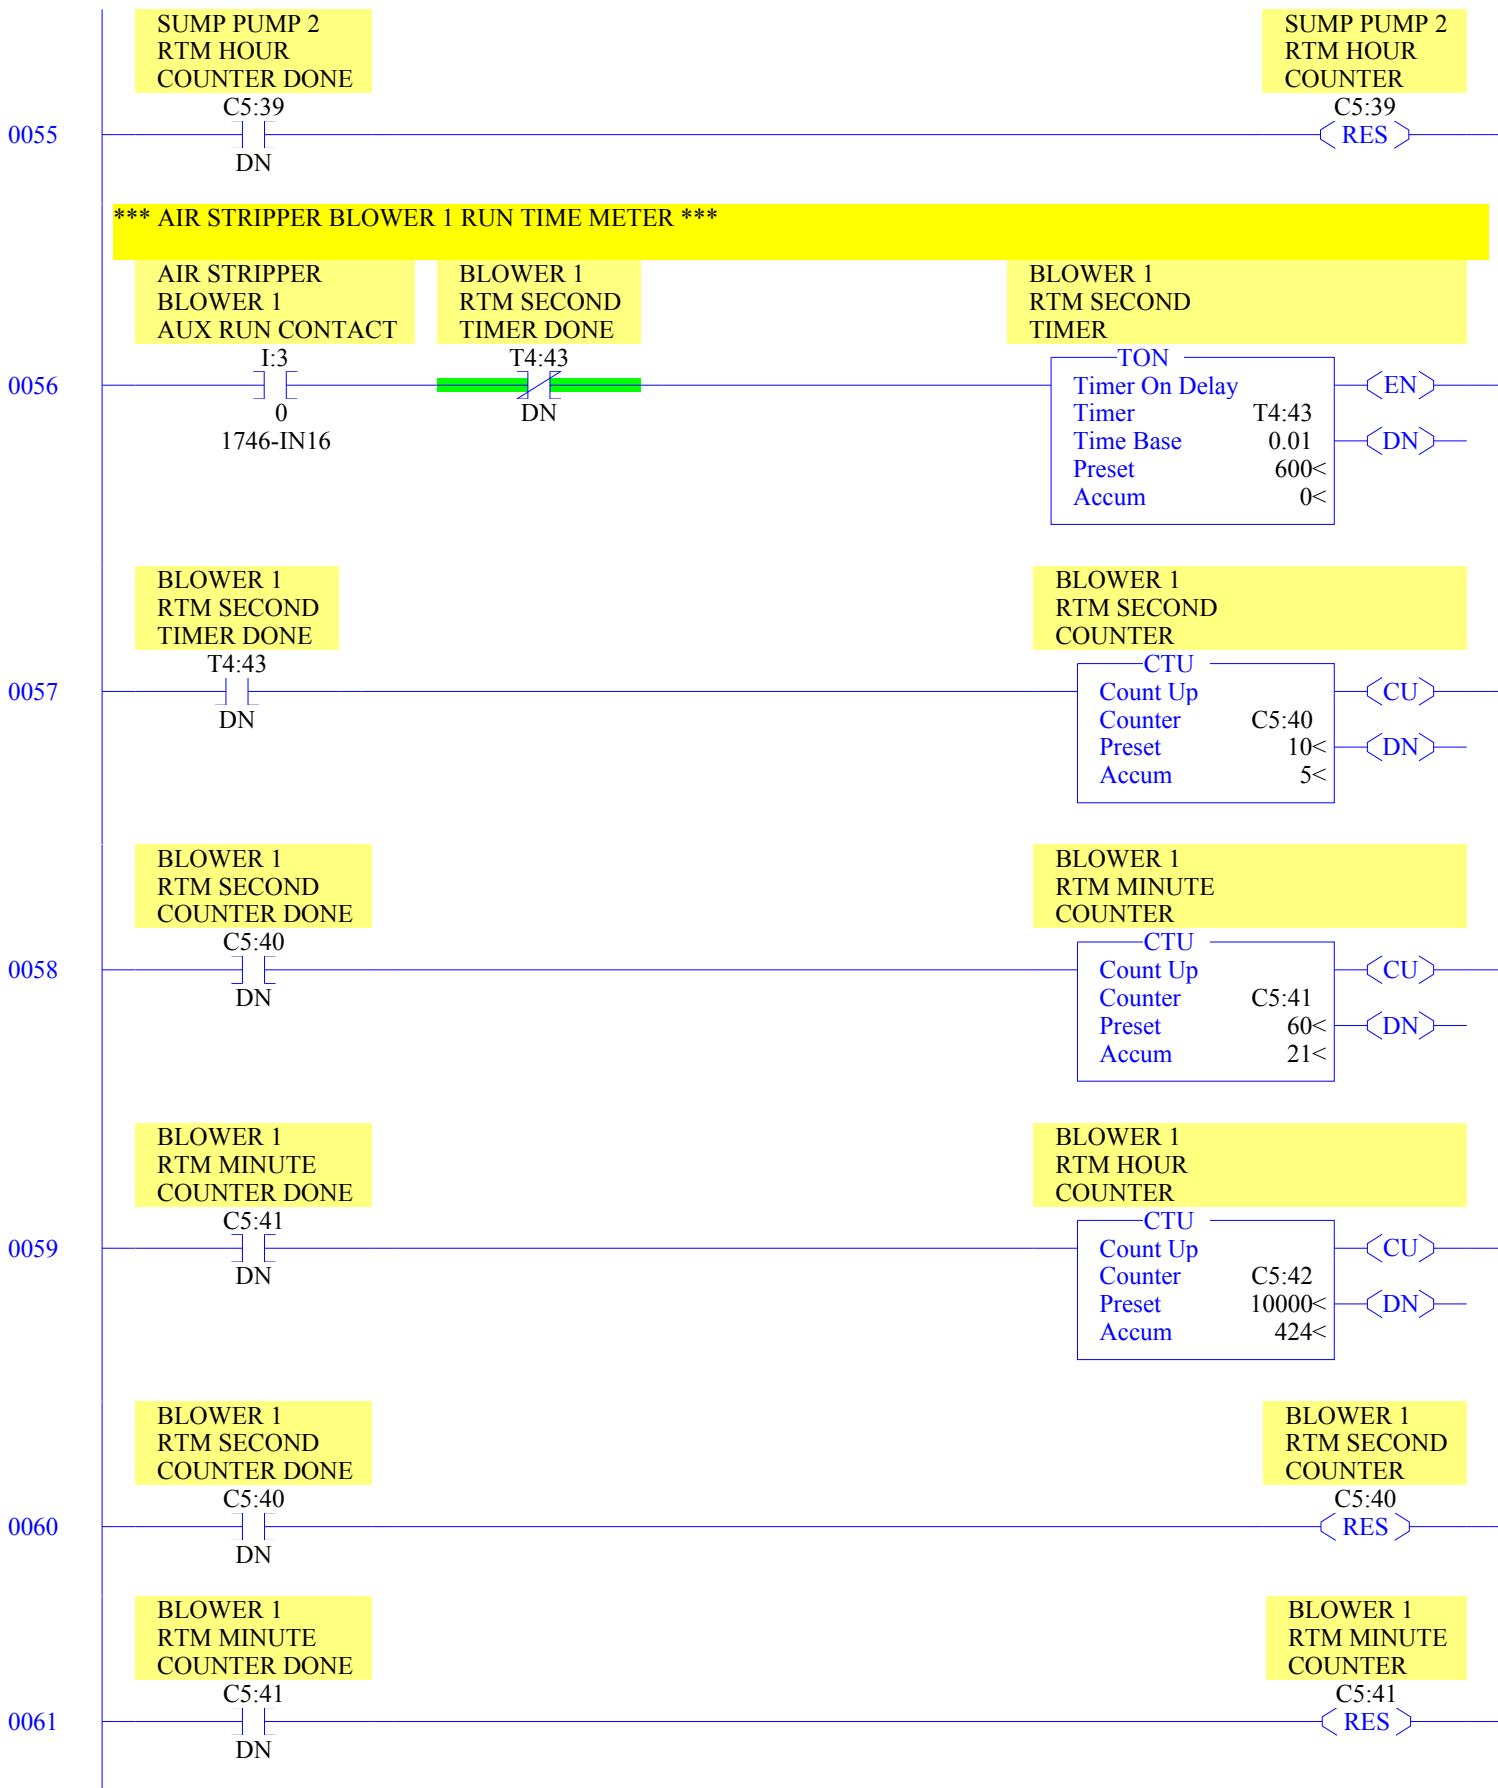 SUMP PUMP 2
RTM HOUR
COUNTER DONE
C5:39
DN
SUMP PUMP 2
RTM HOUR
COUNTER
C5:39
RES
0055
*** AIR STRIPPER BLOWER 1 RUN TIME METER ***
AIR STRIPPER
BLOWER 1
AUX RUN CONTACT
I:3
0
1746-IN16
BLOWER 1
RTM SECOND
TIMER DONE
T4:43
DN
BLOWER 1
RTM SECOND
TIMER
TON
Timer On Delay
Timer T4:43
Time Base 0.01
Preset 600<
Accum 0<
EN
DN
0056
BLOWER 1
RTM SECOND
TIMER DONE
T4:43
DN
BLOWER 1
RTM SECOND
COUNTER
CTU
Count Up
Counter C5:40
Preset 10<
Accum 5<
CU
DN
0057
BLOWER 1
RTM SECOND
COUNTER DONE
C5:40
DN
BLOWER 1
RTM MINUTE
COUNTER
CTU
Count Up
Counter C5:41
Preset 60<
Accum 21<
CU
DN
0058
BLOWER 1
RTM MINUTE
COUNTER DONE
C5:41
DN
BLOWER 1
RTM HOUR
COUNTER
CTU
Count Up
Counter C5:42
Preset 10000<
Accum 424<
CU
DN
0059
BLOWER 1
RTM SECOND
COUNTER DONE
C5:40
DN
BLOWER 1
RTM SECOND
COUNTER
C5:40
RES
0060
BLOWER 1
RTM MINUTE
COUNTER DONE
C5:41
DN
BLOWER 1
RTM MINUTE
COUNTER
C5:41
RES
0061